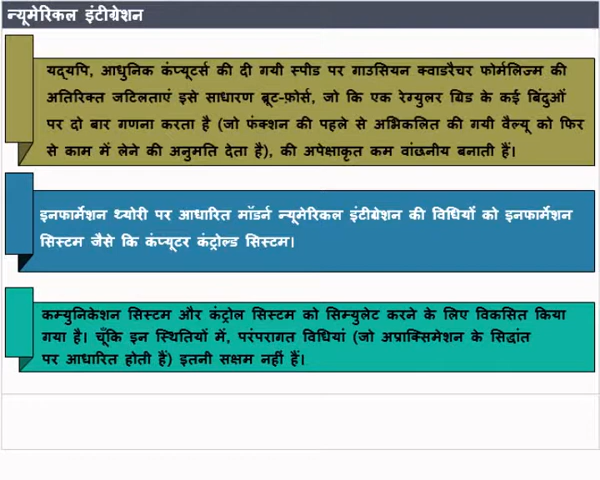 न्यूमेरिकल इंटीग्रेशन
यद्यपि, आधुनिक कंप्यूटर्स की दी गयी स्पीड पर गाउसियन क्वाडरैचर फोर्मलिज्म की
अतिरिक्त जटिलताएं इसे साधारण ब्रूट-फ़ोर्स, जो कि एक रेग्युलर ग्रिड के कई बिंदुओं
पर दो बार गणना करता है (जो फंक्शन की पहले से अभिकलित की गयी वैल्यू को फिर
से काम में लेने की अनुमति देता है), की अपेक्षाकृत कम वांछनीय बनाती हैं।
इनफार्मेशन थ्योरी पर आधारित मॉडर्न न्यूमेरिकल इंटीग्रेशन की विधियों को इनफार्मेशन
सिस्टम जैसे कि कंप्यूटर कंट्रोल्ड सिस्टम।
कम्युनिकेशन सिस्टम और कंट्रोल सिस्टम को सिम्युलेट करने के लिए विकसित किया
गया है। चूँकि इन स्थितियों में, परंपरागत विधियां (जो अप्राक्सिमेशन के सिद्धांत
पर आधारित होती हैं) इतनी सक्षम नहीं हैं।